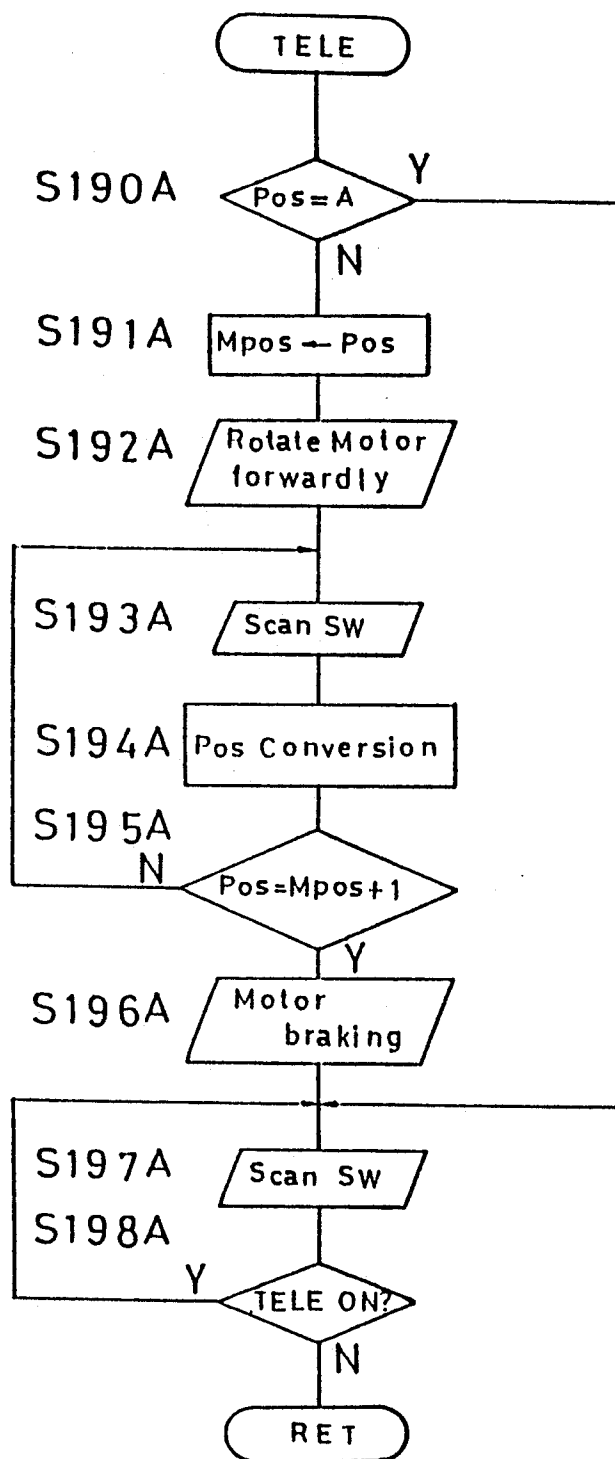 TELE
S190A
Pos=A
Y
N
S191A
Mpos ← Pos
S192A
Rotate Motor
forwardly
S193A
Scan SW
S194A
Pos Conversion
S195A
N
Pos=Mpos+1
Y
S196A
Motor
braking
S197A
Scan SW
S198A
Y
TELE ON?
N
RET